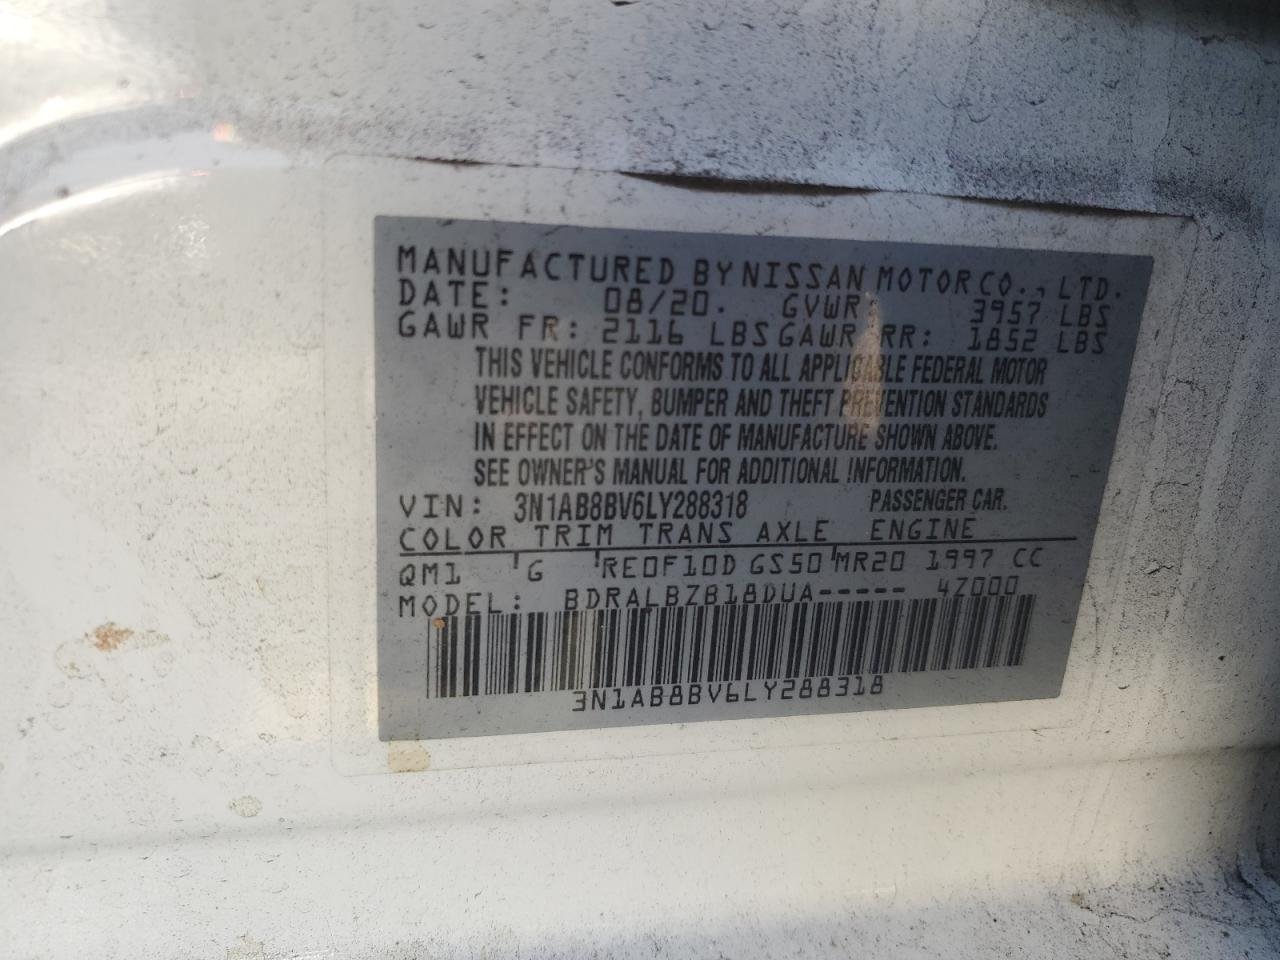 MANUFACTURED BY NISSAN MOTOR CO., LTD.
DATE: 08/20. GVWR: 3957 LBS
GAWR FR: 2116 LBS GAWR RR: 1852 LBS
THIS VEHICLE CONFORMS TO ALL APPLICABLE FEDERAL MOTOR
VEHICLE SAFETY, BUMPER AND THEFT PREVENTION STANDARDS
IN EFFECT ON THE DATE OF MANUFACTURE SHOWN ABOVE.
SEE OWNER'S MANUAL FOR ADDITIONAL INFORMATION.
VIN: 3N1AB8BV6LY288318 PASSENGER CAR.
COLOR TRIM TRANS AXLE ENGINE
QM1 G RE0F10D GS50 MR20 1997 CC
MODEL: BDRALBZB18DUA----- 4Z000
3N1AB8BV6LY288318